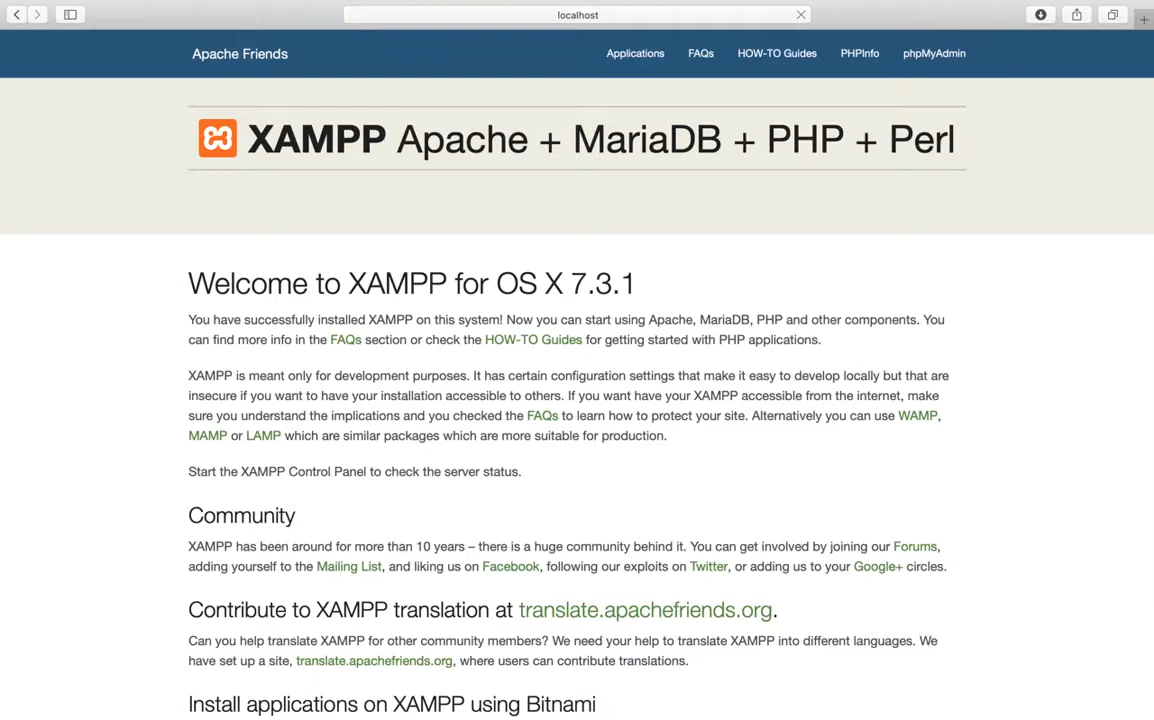 localhost
Apache Friends
Applications FAQs HOW-TO Guides PHPInfo phpMyAdmin
XAMPP Apache + MariaDB + PHP + Perl
Welcome to XAMPP for OS X 7.3.1
You have successfully installed XAMPP on this system! Now you can start using Apache, MariaDB, PHP and other components. You
can find more info in the FAQs section or check the HOW-TO Guides for getting started with PHP applications.
XAMPP is meant only for development purposes. It has certain configuration settings that make it easy to develop locally but that are
insecure if you want to have your installation accessible to others. If you want have your XAMPP accessible from the internet, make
sure you understand the implications and you checked the FAQs to learn how to protect your site. Alternatively you can use WAMP,
MAMP or LAMP which are similar packages which are more suitable for production.
Start the XAMPP Control Panel to check the server status.
Community
XAMPP has been around for more than 10 years – there is a huge community behind it. You can get involved by joining our Forums,
adding yourself to the Mailing List, and liking us on Facebook, following our exploits on Twitter, or adding us to your Google+ circles.
Contribute to XAMPP translation at translate.apachefriends.org.
Can you help translate XAMPP for other community members? We need your help to translate XAMPP into different languages. We
have set up a site, translate.apachefriends.org, where users can contribute translations.
Install applications on XAMPP using Bitnami